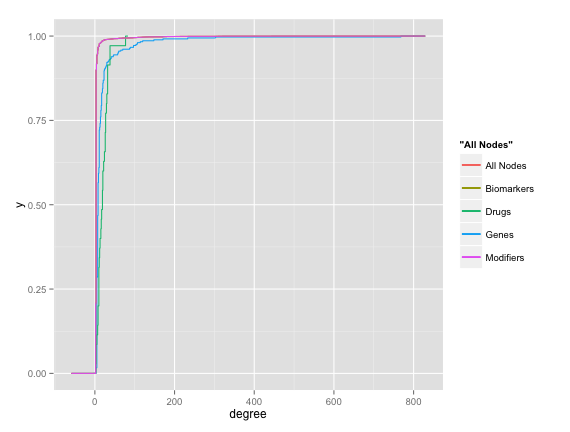 1.00
0.75
0.50
0.25
0.00
y
0
200
400
600
800
degree
"All Nodes"
All Nodes
Biomarkers
Drugs
Genes
Modifiers